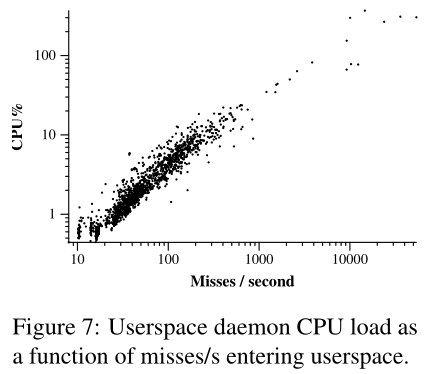 100
10
1
CPU%
10
100
1000
10000
Misses / second
Figure 7: Userspace daemon CPU load as
a function of misses/s entering userspace.